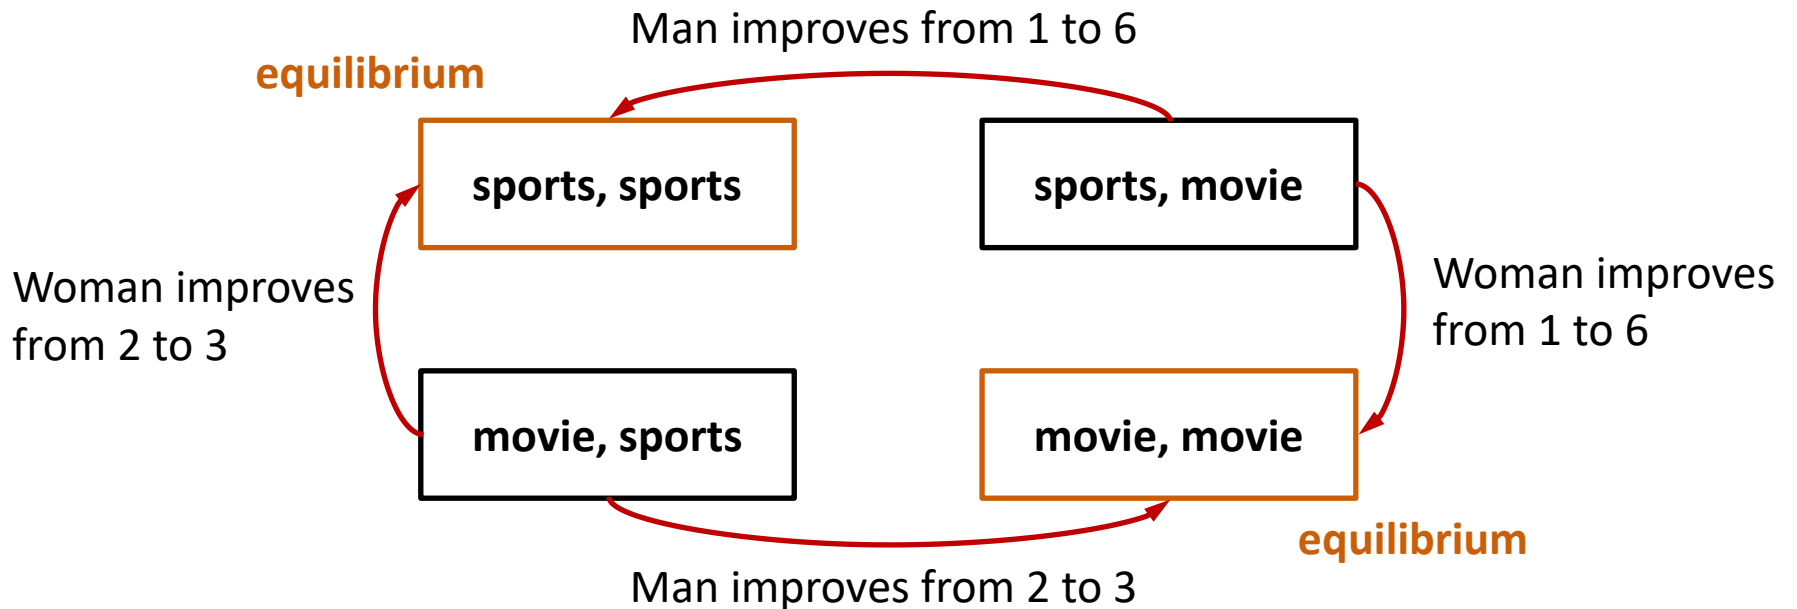 Man improves from 1 to 6
equilibrium
sports, sports
sports, movie
Woman improves
from 2 to 3
Woman improves
from 1 to 6
movie, sports
movie, movie
equilibrium
Man improves from 2 to 3